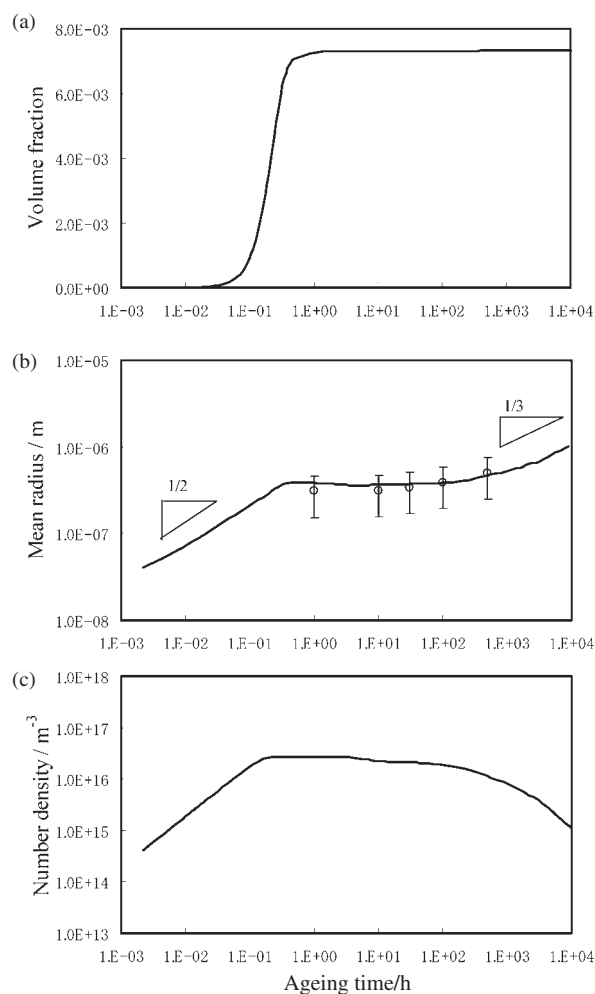 (a)
8.0E-03
6.0E-03
4.0E-03
2.0E-03
0.0E+00
Volume fraction
1.E-03 1.E-02 1.E-01 1.E+00 1.E+01 1.E+02 1.E+03 1.E+04
(b)
1.0E-05
1.0E-06
1.0E-07
1.0E-08
Mean radius / m
1/2
1/3
1.E-03 1.E-02 1.E-01 1.E+00 1.E+01 1.E+02 1.E+03 1.E+04
(c)
1.0E+18
1.0E+17
1.0E+16
1.0E+15
1.0E+14
1.0E+13
Number density / m-3
1.E-03 1.E-02 1.E-01 1.E+00 1.E+01 1.E+02 1.E+03 1.E+04
Ageing time/h